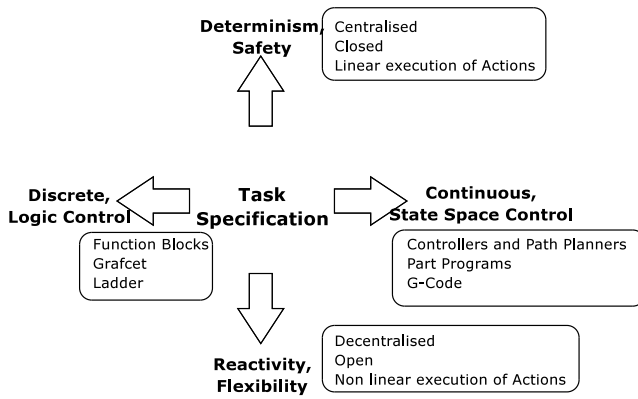 Determinism,
Safety
Centralised
Closed
Linear execution of Actions
Discrete,
Logic Control
Function Blocks
Grafcet
Ladder
Task
Specification
Continuous,
State Space Control
Controllers and Path Planners
Part Programs
G-Code
Reactivity,
Flexibility
Decentralised
Open
Non linear execution of Actions